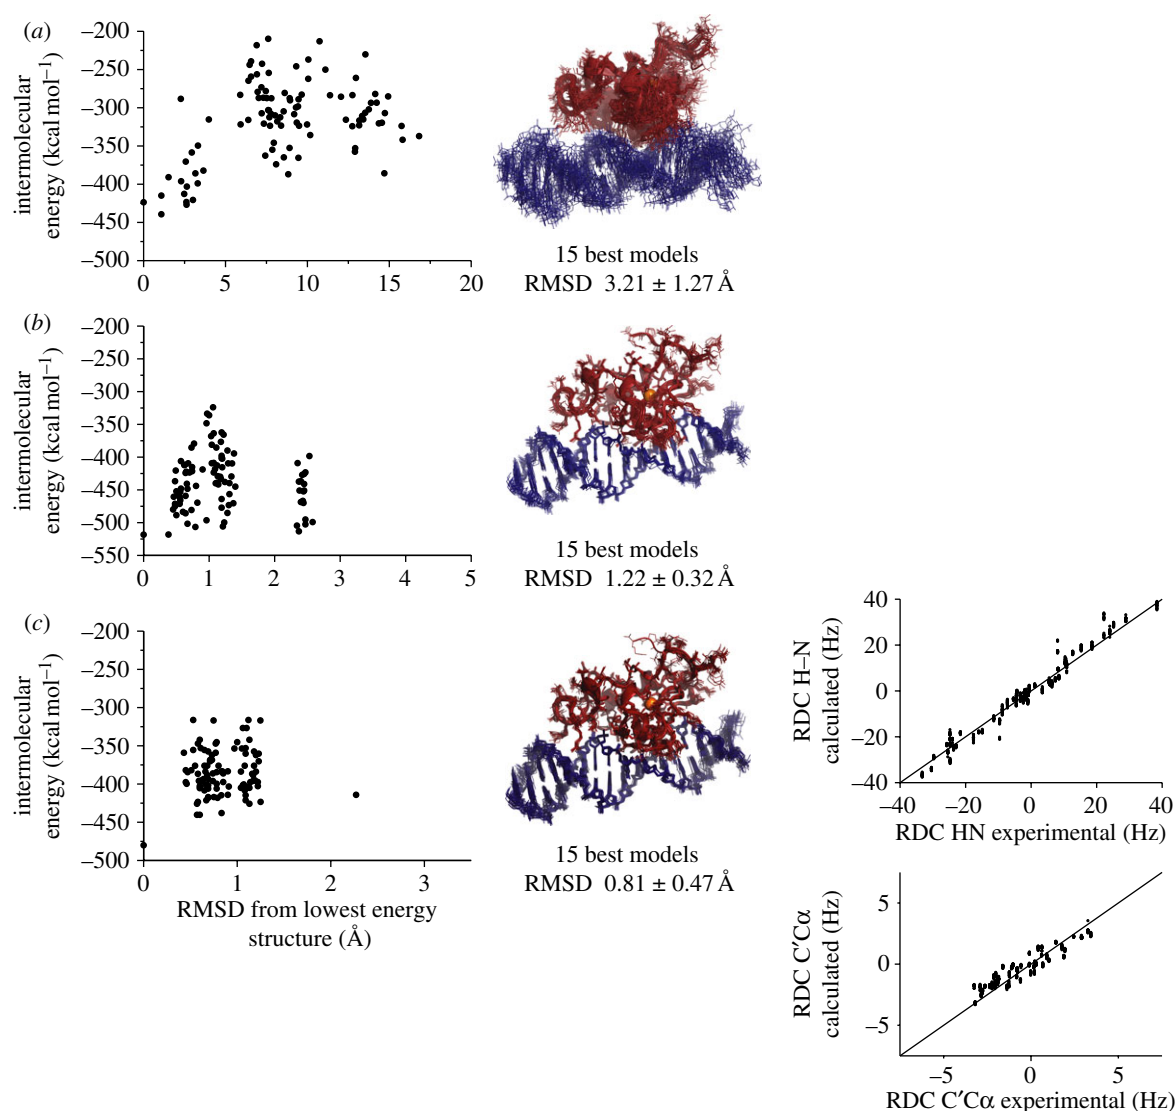 (a)
intermolecular
energy (kcal mol⁻¹)
–200
–250
–300
–350
–400
–450
–500
0 5 10 15 20
15 best models
RMSD 3.21 ± 1.27 Å
(b)
intermolecular
energy (kcal mol⁻¹)
–200
–250
–300
–350
–400
–450
–500
–550
0 1 2 3 4 5
15 best models
RMSD 1.22 ± 0.32 Å
(c)
intermolecular
energy (kcal mol⁻¹)
–200
–250
–300
–350
–400
–450
–500
0 1 2 3
RMSD from lowest energy
structure (Å)
15 best models
RMSD 0.81 ± 0.47 Å
RDC H–N
calculated (Hz)
40
20
0
–20
–40
–40 –20 0 20 40
RDC HN experimental (Hz)
RDC C′Cα
calculated (Hz)
5
0
–5
–5 0 5
RDC C′Cα experimental (Hz)